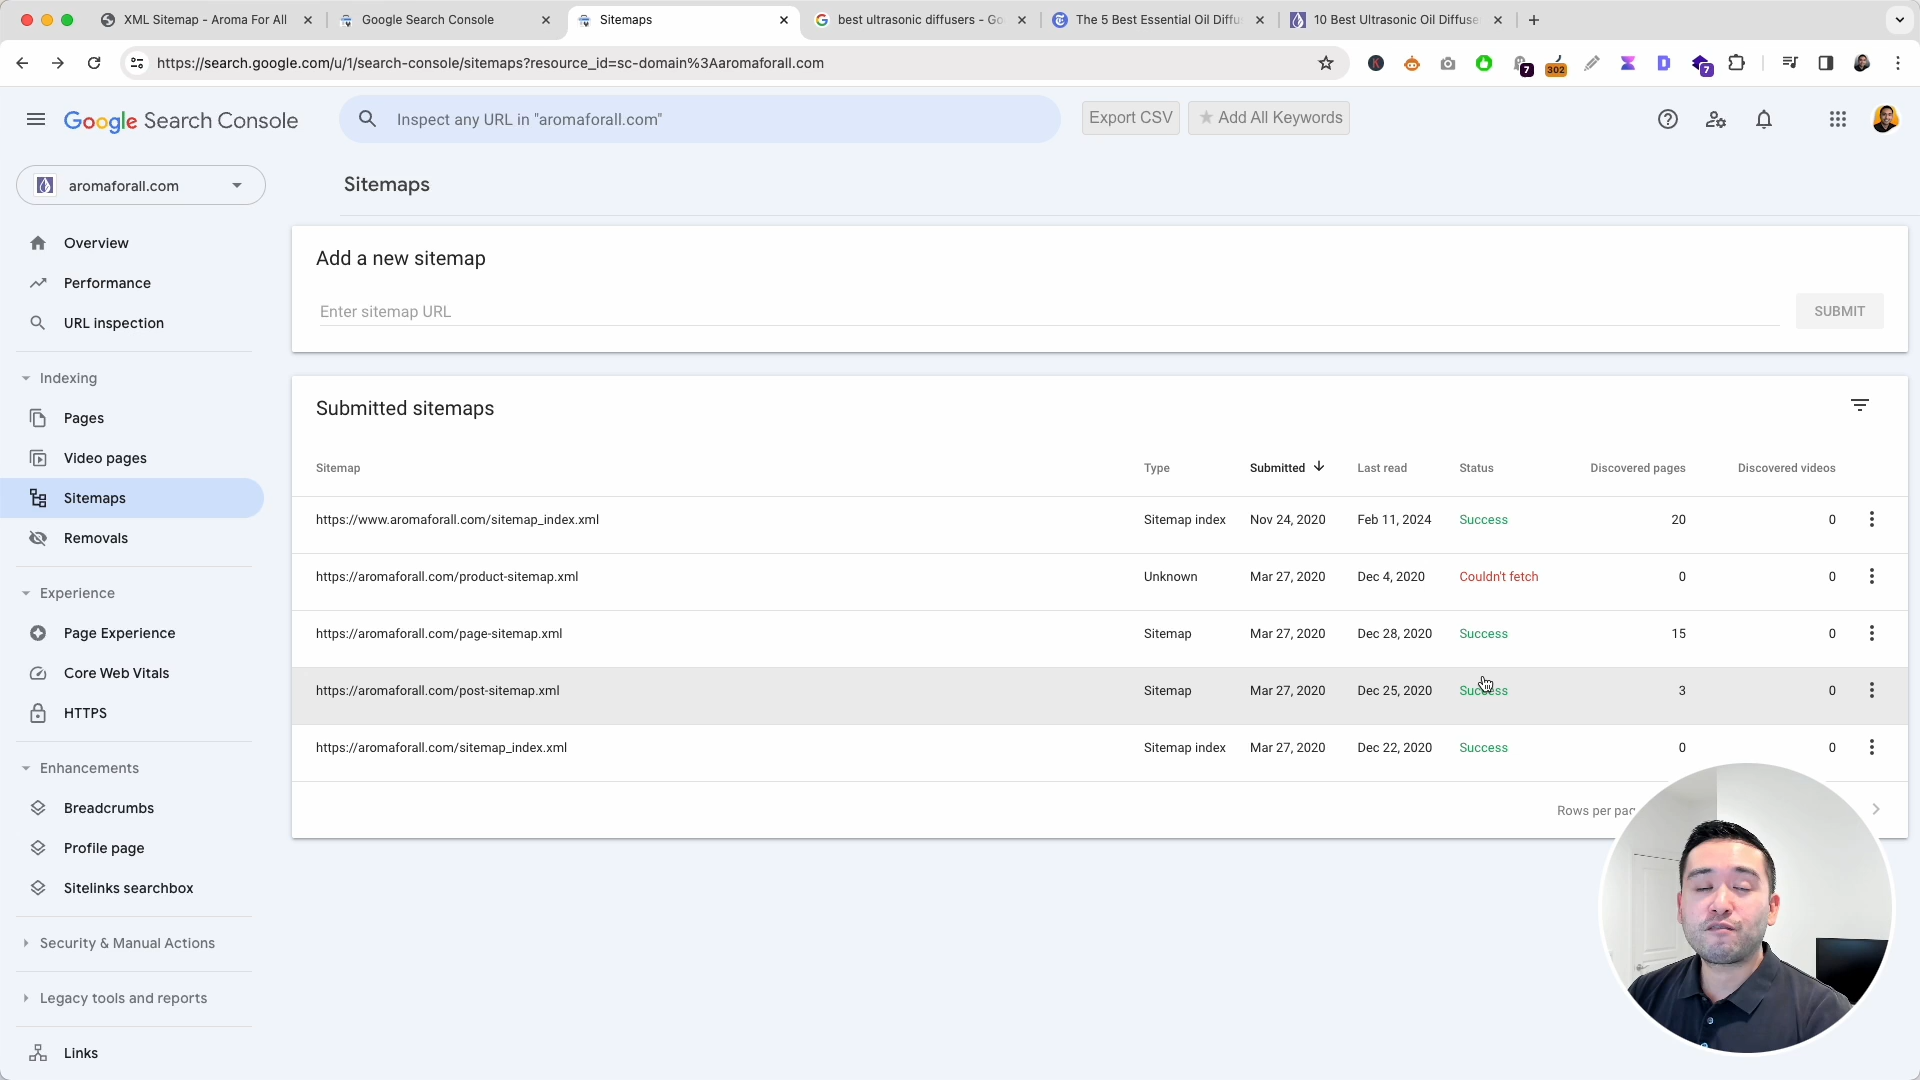 XML Sitemap - Aroma For All
Google Search Console
Sitemaps
best ultrasonic diffusers - Go
The 5 Best Essential Oil Diffu
10 Best Ultrasonic Oil Diffuse
https://search.google.com/u/1/search-console/sitemaps?resource_id=sc-domain%3Aaromaforall.com
7
302
7
Google Search Console
Inspect any URL in "aromaforall.com"
Export CSV
★ Add All Keywords
aromaforall.com
Sitemaps
Overview
Performance
URL inspection
Indexing
Pages
Video pages
Sitemaps
Removals
Experience
Page Experience
Core Web Vitals
HTTPS
Enhancements
Breadcrumbs
Profile page
Sitelinks searchbox
Security & Manual Actions
Legacy tools and reports
Links
Add a new sitemap
Enter sitemap URL
SUBMIT
Submitted sitemaps
Sitemap Type Submitted Last read Status Discovered pages Discovered videos
https://www.aromaforall.com/sitemap_index.xml Sitemap index Nov 24, 2020 Feb 11, 2024 Success 20 0
https://aromaforall.com/product-sitemap.xml Unknown Mar 27, 2020 Dec 4, 2020 Couldn't fetch 0 0
https://aromaforall.com/page-sitemap.xml Sitemap Mar 27, 2020 Dec 28, 2020 Success 15 0
https://aromaforall.com/post-sitemap.xml Sitemap Mar 27, 2020 Dec 25, 2020 Success 3 0
https://aromaforall.com/sitemap_index.xml Sitemap index Mar 27, 2020 Dec 22, 2020 Success 0 0
Rows per pag